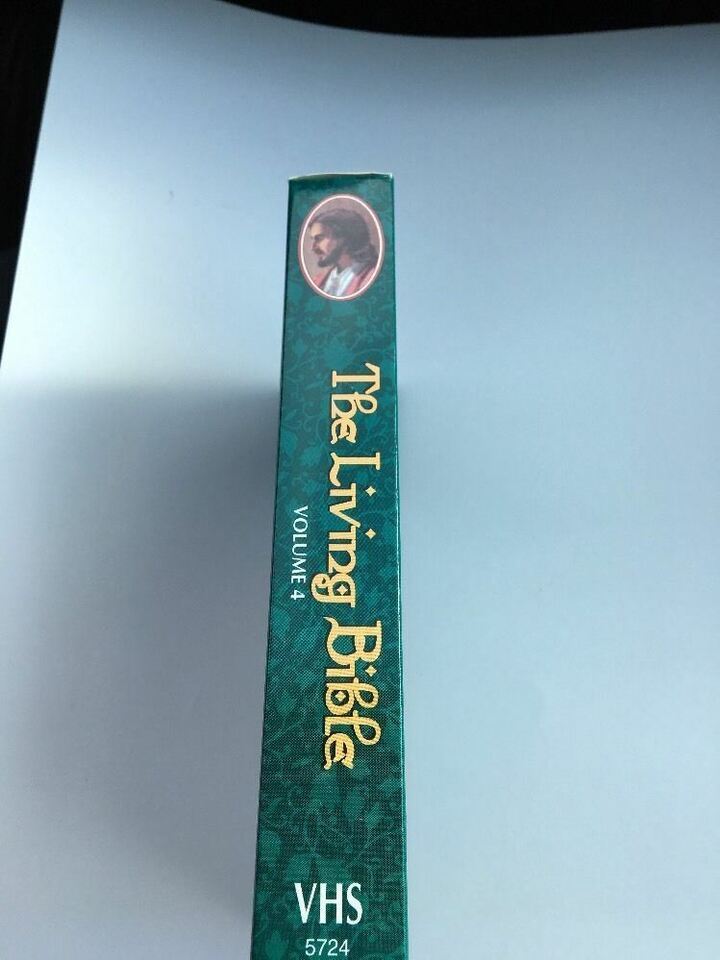 The Living Bible
VOLUME 4
VHS
5724